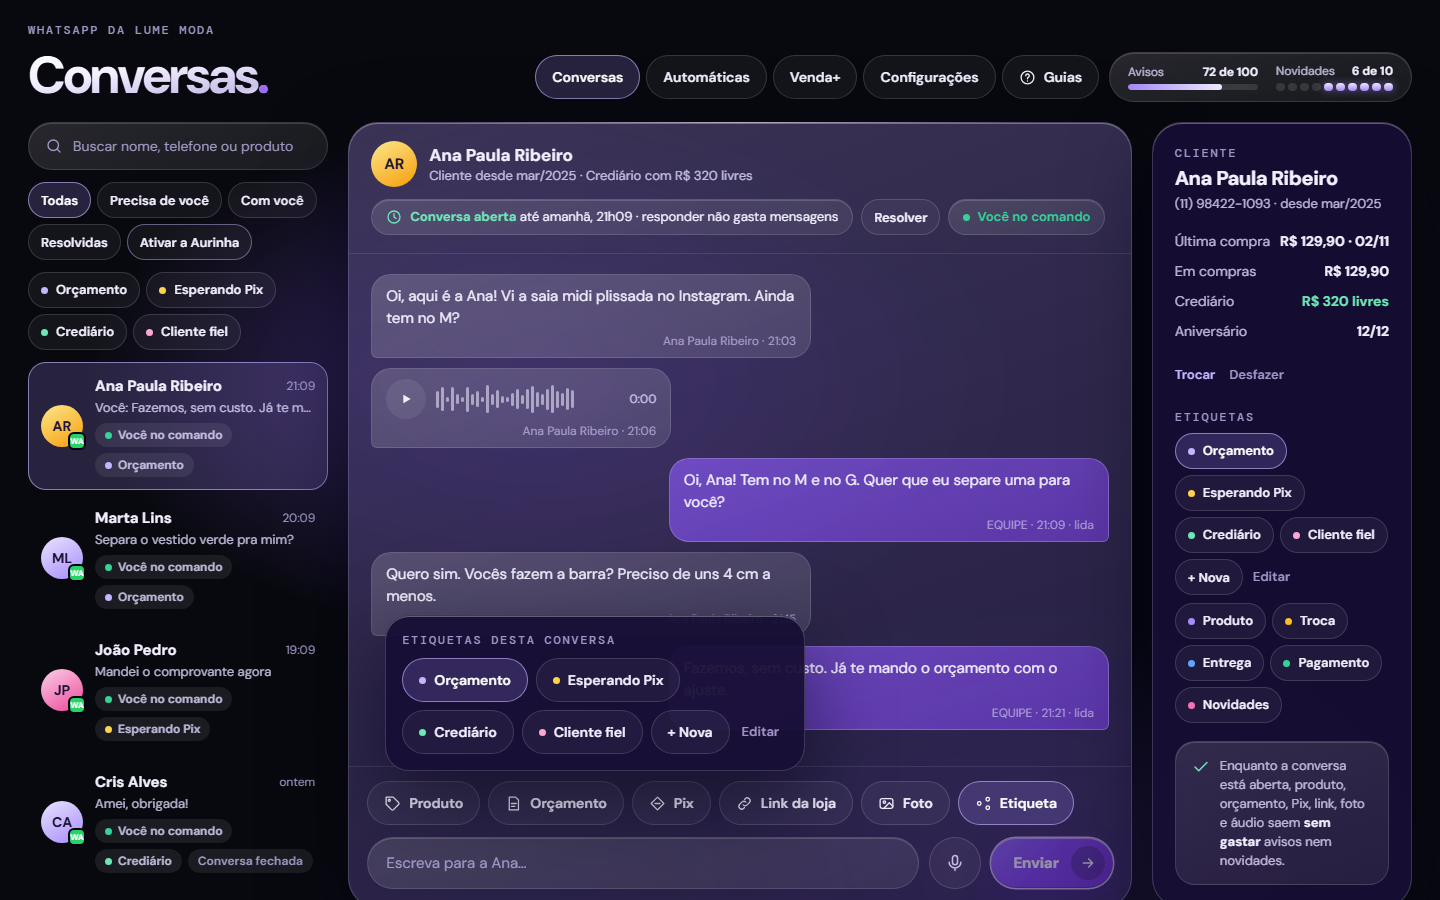 WHATSAPP DA LUME MODA
Conversas.
Conversas
Automáticas
Venda+
Configurações
Guias
Avisos 72 de 100
Novidades 6 de 10
Buscar nome, telefone ou produto
Todas
Precisa de você
Com você
Resolvidas
Ativar a Aurinha
Orçamento
Esperando Pix
Crediário
Cliente fiel
Ana Paula Ribeiro 21:09
Você: Fazemos, sem custo. Já te m...
AR
WA
Você no comando
Orçamento
Marta Lins 20:09
Separa o vestido verde pra mim?
ML
WA
Você no comando
Orçamento
João Pedro 19:09
Mandei o comprovante agora
JP
WA
Você no comando
Esperando Pix
Cris Alves ontem
Amei, obrigada!
CA
WA
Você no comando
Crediário
Conversa fechada
AR
Ana Paula Ribeiro
Cliente desde mar/2025 · Crediário com R$ 320 livres
Conversa aberta até amanhã, 21h09 · responder não gasta mensagens
Resolver
Você no comando
Oi, aqui é a Ana! Vi a saia midi plissada no Instagram. Ainda
tem no M?
Ana Paula Ribeiro · 21:03
0:00
Ana Paula Ribeiro · 21:06
Oi, Ana! Tem no M e no G. Quer que eu separe uma para
você?
EQUIPE · 21:09 · lida
Quero sim. Vocês fazem a barra? Preciso de uns 4 cm a
menos.
Fazemos, sem custo. Já te mando o orçamento com o
ajuste.
EQUIPE · 21:21 · lida
ETIQUETAS DESTA CONVERSA
Orçamento
Esperando Pix
Crediário
Cliente fiel
+ Nova
Editar
Produto
Orçamento
Pix
Link da loja
Foto
Etiqueta
Escreva para a Ana...
Enviar
CLIENTE
Ana Paula Ribeiro
(11) 98422-1093 · desde mar/2025
Última compra R$ 129,90 · 02/11
Em compras R$ 129,90
Crediário R$ 320 livres
Aniversário 12/12
Trocar
Desfazer
ETIQUETAS
Orçamento
Esperando Pix
Crediário
Cliente fiel
+ Nova
Editar
Produto
Troca
Entrega
Pagamento
Novidades
Enquanto a conversa
está aberta, produto,
orçamento, Pix, link, foto
e áudio saem sem
gastar avisos nem
novidades.